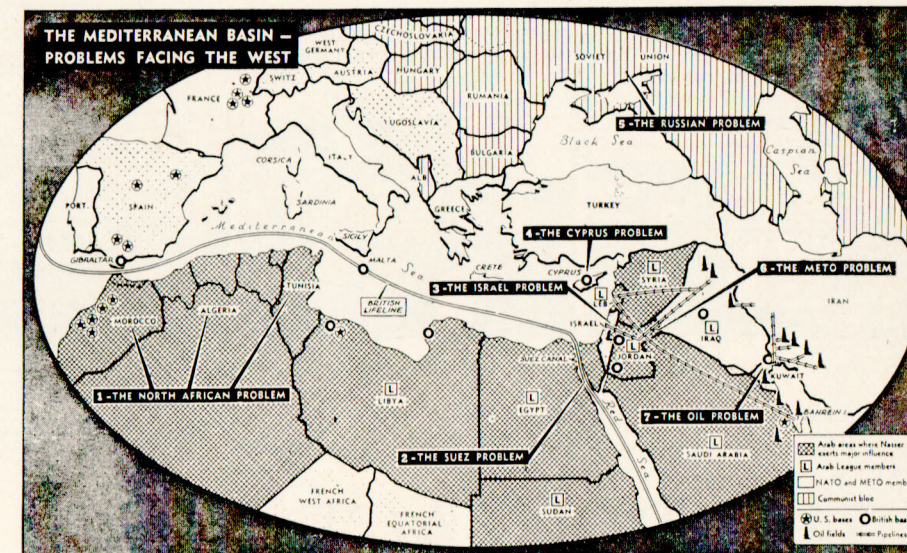 THE MEDITERRANEAN BASIN —
PROBLEMS FACING THE WEST
CZECHOSLOVAKIA
WEST
GERMANY
SOVIET UNION
SWITZ
AUSTRIA
HUNGARY
FRANCE
RUMANIA
YUGOSLAVIA
5-THE RUSSIAN PROBLEM
Black Sea
Caspian
Sea
BULGARIA
CORSICA
ITALY
ALB
PORT.
SPAIN
SARDINIA
GREECE
TURKEY
Mediterranean
Sea
SICILY
4-THE CYPRUS PROBLEM
GIBRALTAR
MALTA
CRETE
CYPRUS
SYRIA
6-THE METO PROBLEM
3-THE ISRAEL PROBLEM
TUNISIA
L
LEB
L
IRAN
BRITISH
LIFELINE
ALGERIA
MOROCCO
ISRAEL
L
IRAQ
L
JORDAN
SUEZ CANAL
KUWAIT
1-THE NORTH AFRICAN PROBLEM
L
LIBYA
L
EGYPT
7-THE OIL PROBLEM
BAHREIN I.
Red
Sea
L
SAUDI ARABIA
2-THE SUEZ PROBLEM
FRENCH
WEST AFRICA
FRENCH
EQUATORIAL
AFRICA
L
SUDAN
Arab areas where Nasser
exerts major influence
L Arab League members
NATO and METO memb
Communist bloc
U.S. bases British bas
Oil fields Pipelines